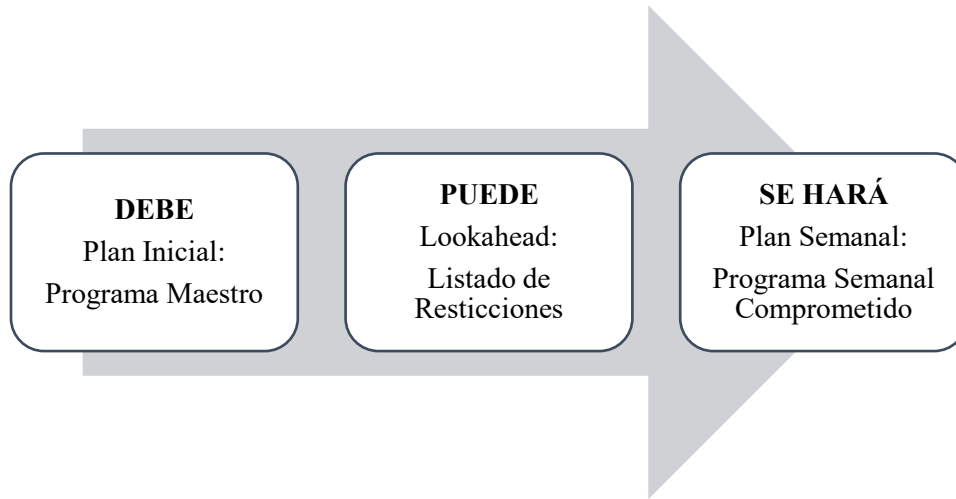 DEBE
Plan Inicial:
Programa Maestro
PUEDE
Lookahead:
Listado de
Resticciones
SE HARÁ
Plan Semanal:
Programa Semanal
Comprometido